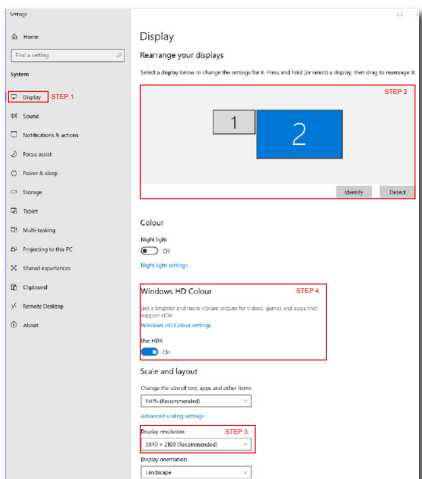 Settings
Home
Find a setting
System
Display STEP 1
Sound
Notifications & actions
Focus assist
Power & sleep
Storage
Tablet
Multi-tasking
Projecting to this PC
Shared experiences
Clipboard
Remote Desktop
About
Display
Rearrange your displays
Select a display below to change the settings for it. Press and hold (or select) a display, then drag to rearrange it.
STEP 2
1
2
Identify Detect
Colour
Night light
Off
Night light settings
Windows HD Colour STEP 4
Get a brighter and more vibrant picture for videos, games and apps that
support HDR.
Windows HD Colour settings
Use HDR
On
Scale and layout
Change the size of text, apps and other items
150% (Recommended)
Advanced scaling settings
Display resolution STEP 3
3840 × 2160 (Recommended)
Display orientation
Landscape